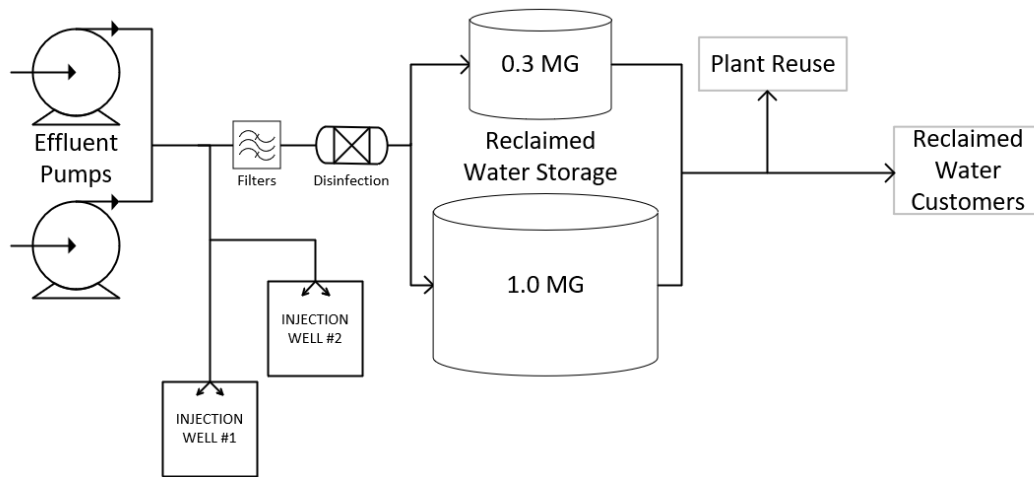 Effluent
Pumps
Filters
Disinfection
0.3 MG
Reclaimed
Water Storage
1.0 MG
Plant Reuse
Reclaimed
Water
Customers
INJECTION
WELL #2
INJECTION
WELL #1